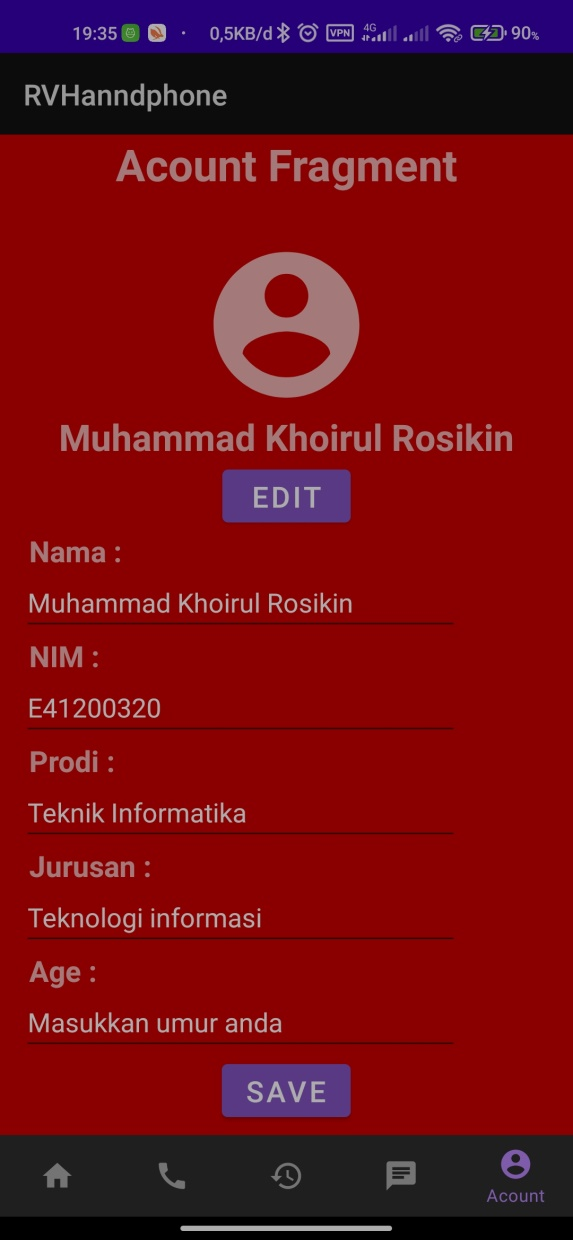 19:35 · 0,5KB/d VPN 4G 90%
RVHanndphone
Acount Fragment
Muhammad Khoirul Rosikin
EDIT
Nama :
Muhammad Khoirul Rosikin
NIM :
E41200320
Prodi :
Teknik Informatika
Jurusan :
Teknologi informasi
Age :
Masukkan umur anda
SAVE
Acount